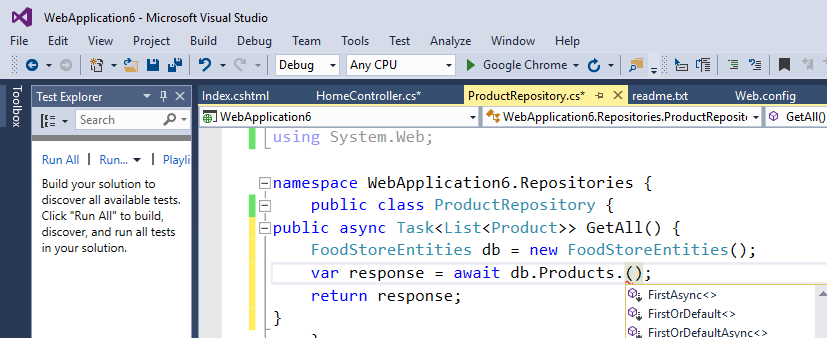 WebApplication6 - Microsoft Visual Studio
File Edit View Project Build Debug Team Tools Test Analyze Window Help
Debug Any CPU Google Chrome
Toolbox
Test Explorer
Search
Run All | Run... | Playli
Build your solution to
discover all available tests.
Click "Run All" to build,
discover, and run all tests
in your solution.
Index.cshtml HomeController.cs* ProductRepository.cs* readme.txt Web.config
WebApplication6 WebApplication6.Repositories.ProductReposito GetAll()
using System.Web;
namespace WebApplication6.Repositories {
public class ProductRepository {
public async Task<List<Product>> GetAll() {
FoodStoreEntities db = new FoodStoreEntities();
var response = await db.Products.();
return response;
}
}
FirstAsync<>
FirstOrDefault<>
FirstOrDefaultAsync<>